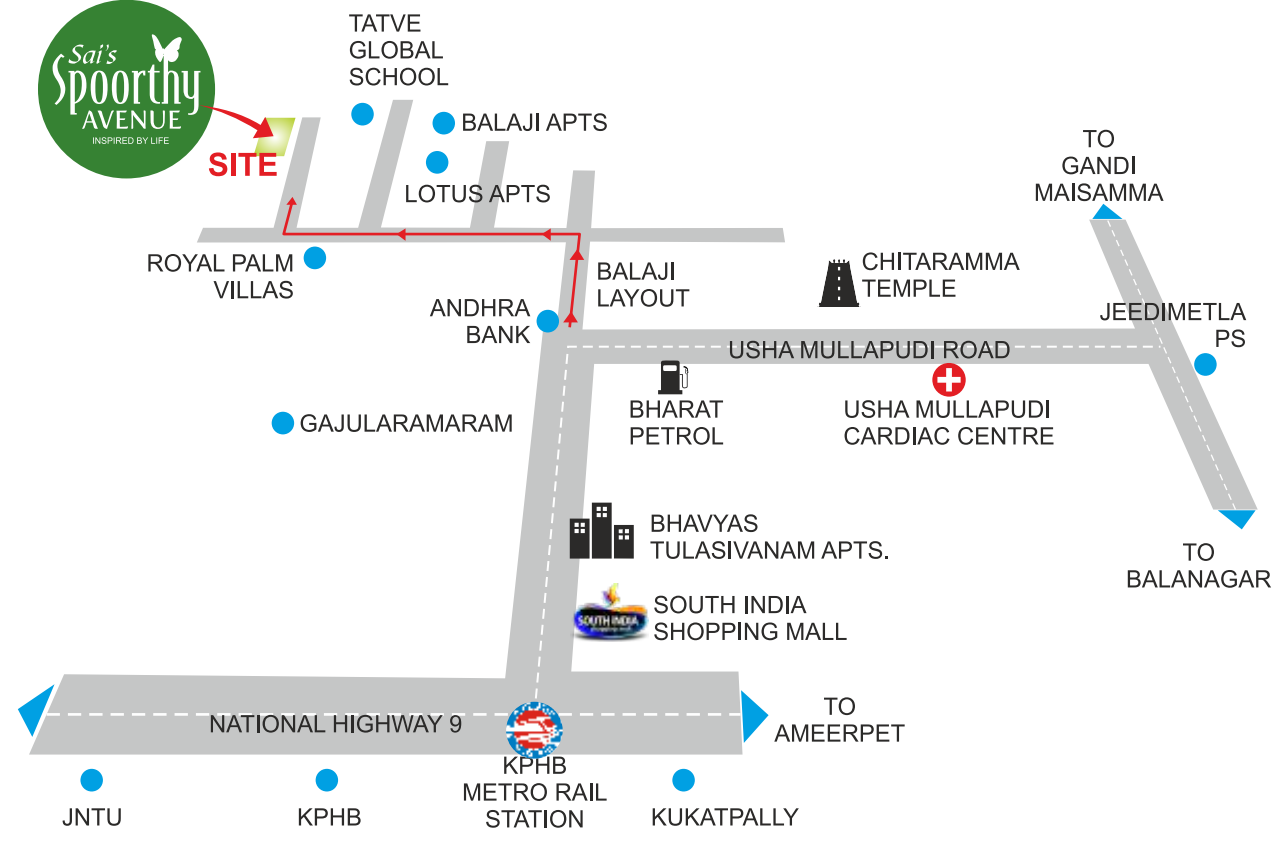 Sai's
Spoorthy
AVENUE
INSPIRED BY LIFE
SITE
TATVE
GLOBAL
SCHOOL
BALAJI APTS
LOTUS APTS
TO
GANDI
MAISAMMA
ROYAL PALM
VILLAS
BALAJI
LAYOUT
CHITARAMMA
TEMPLE
ANDHRA
BANK
JEEDIMETLA
PS
USHA MULLAPUDI ROAD
BHARAT
PETROL
USHA MULLAPUDI
CARDIAC CENTRE
GAJULARAMARAM
BHAVYAS
TULASIVANAM APTS.
TO
BALANAGAR
SOUTH INDIA
SOUTH INDIA
SHOPPING MALL
NATIONAL HIGHWAY 9
TO
AMEERPET
KPHB
METRO RAIL
STATION
JNTU
KPHB
KUKATPALLY